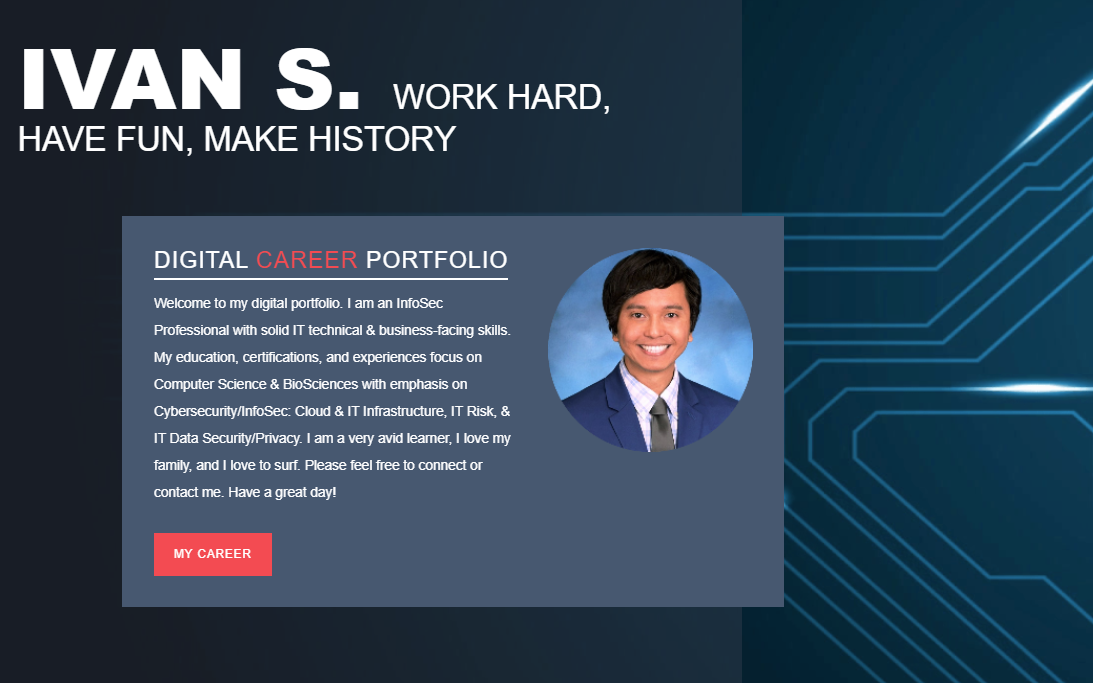 IVAN S. WORK HARD,
HAVE FUN, MAKE HISTORY
DIGITAL CAREER PORTFOLIO
Welcome to my digital portfolio. I am an InfoSec
Professional with solid IT technical & business-facing skills.
My education, certifications, and experiences focus on
Computer Science & BioSciences with emphasis on
Cybersecurity/InfoSec: Cloud & IT Infrastructure, IT Risk, &
IT Data Security/Privacy. I am a very avid learner, I love my
family, and I love to surf. Please feel free to connect or
contact me. Have a great day!
MY CAREER